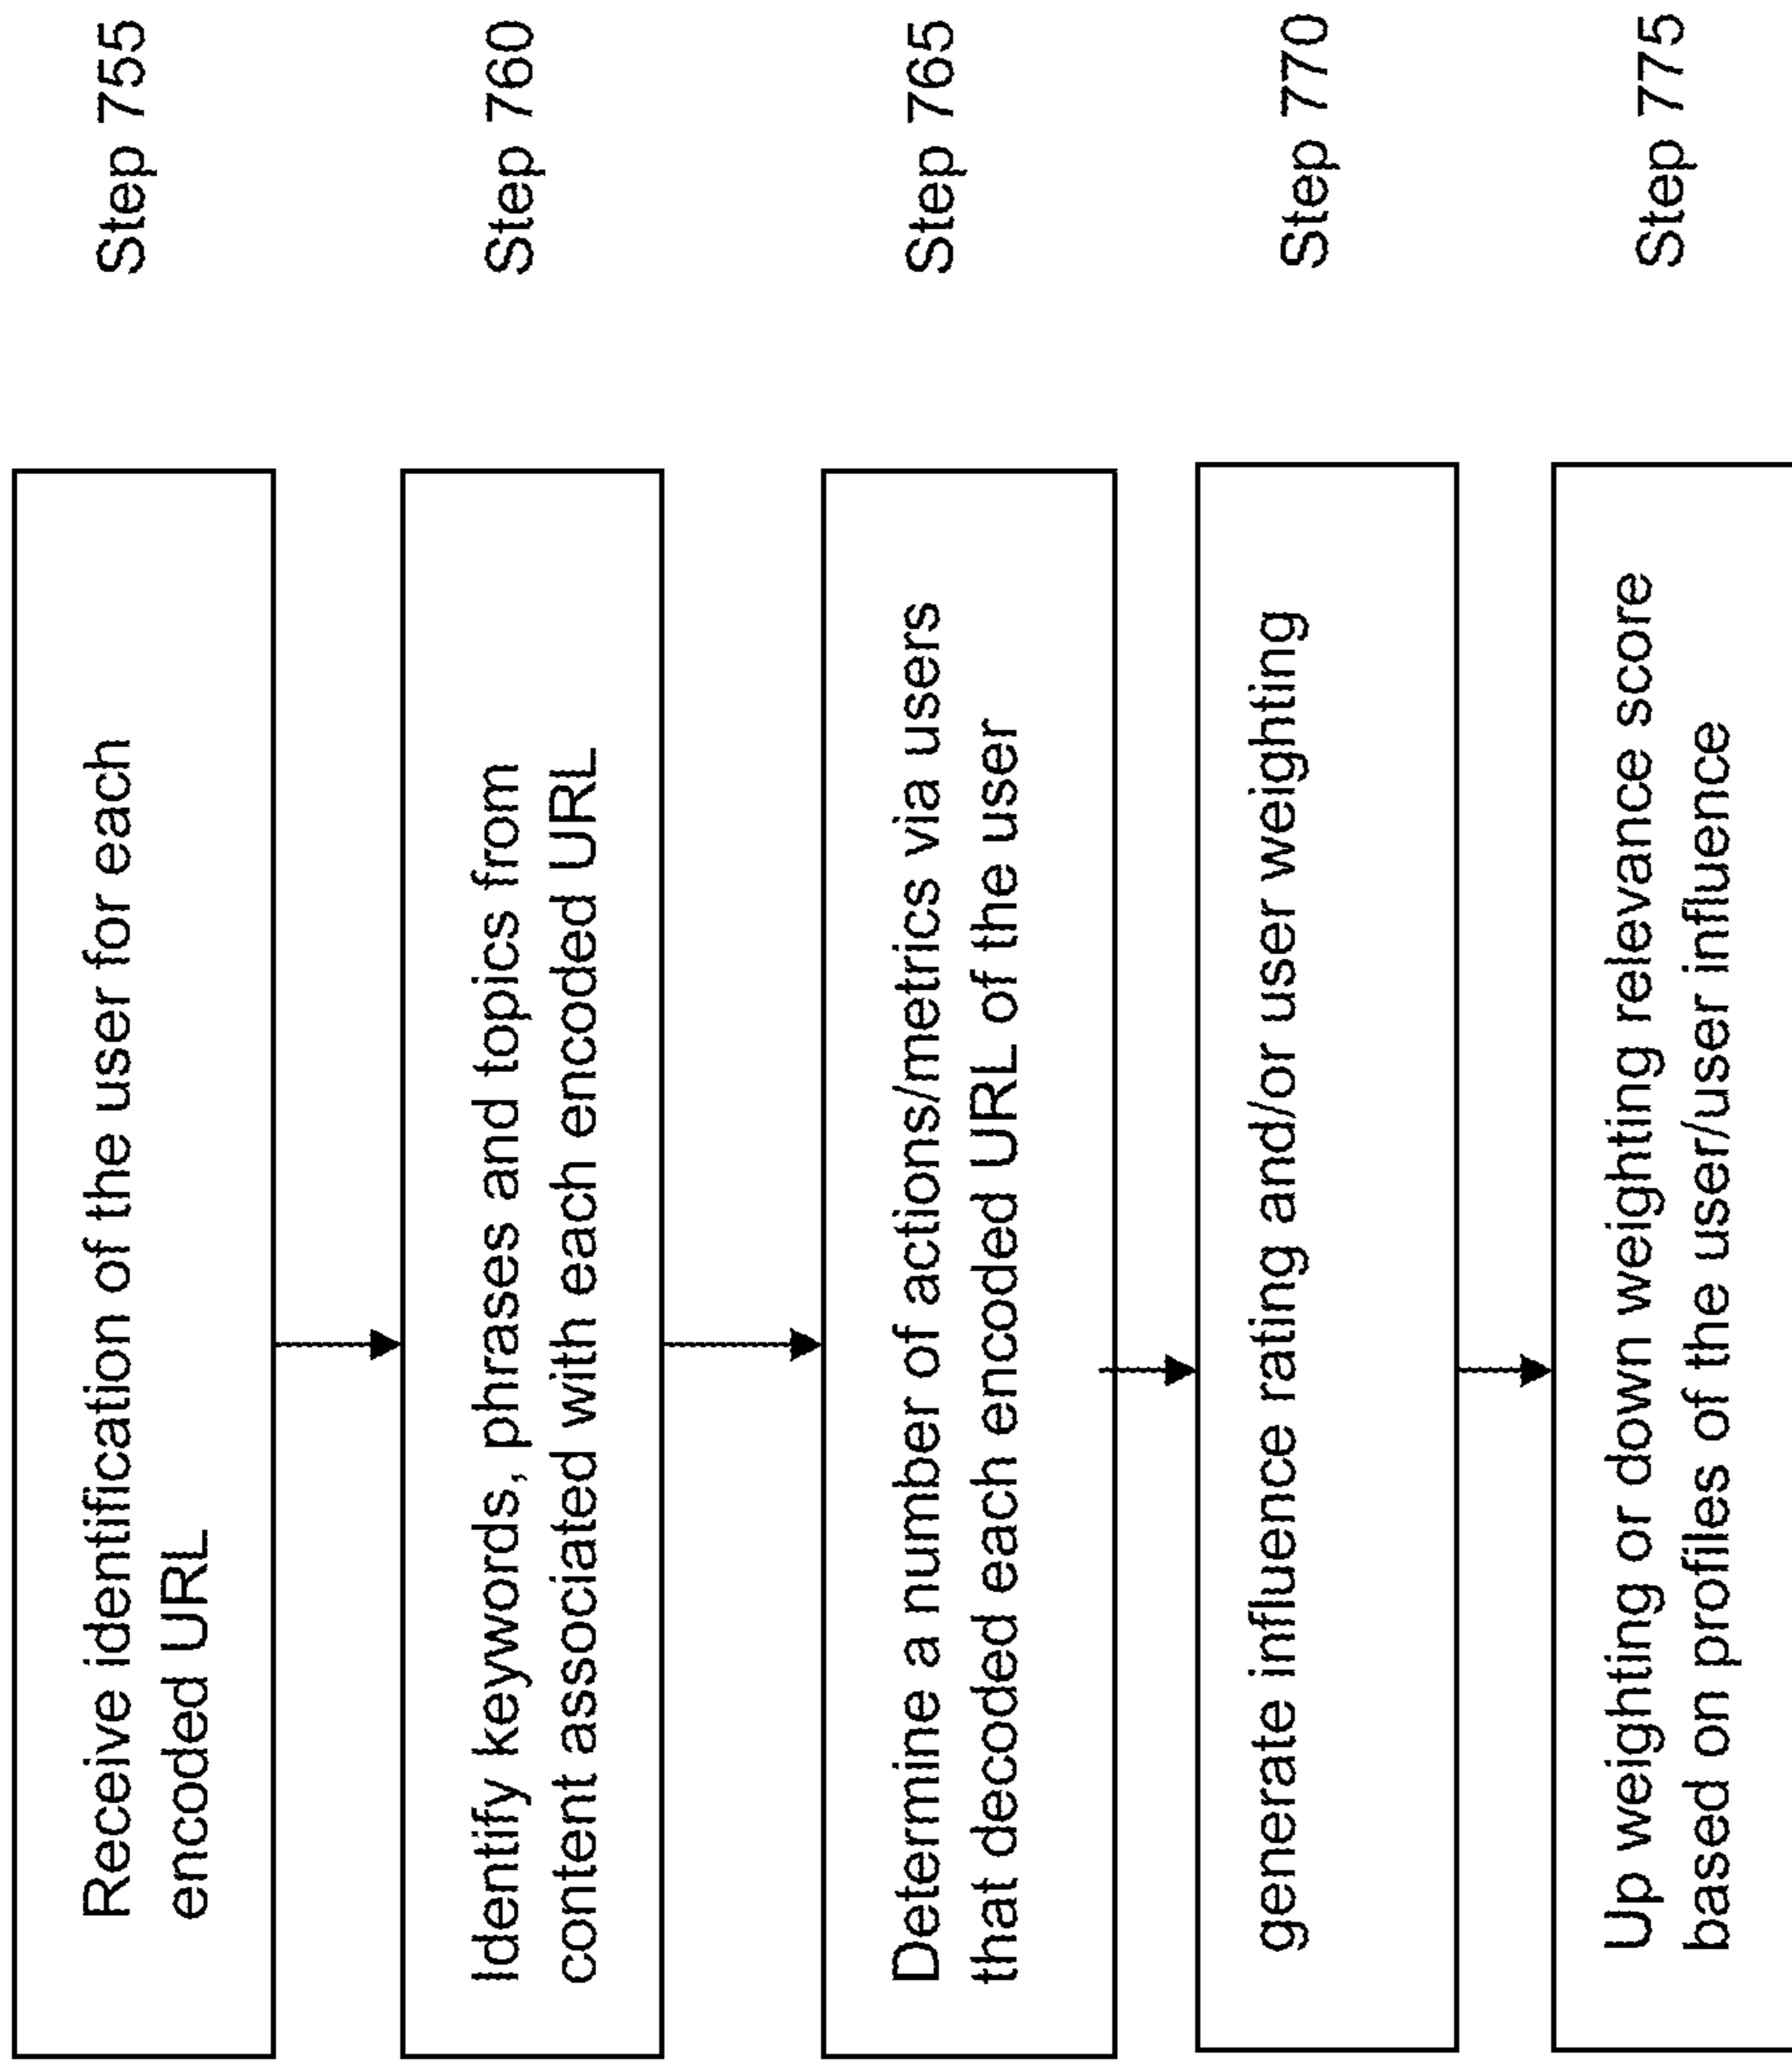 Receive identification of the user for each
encoded URL
Step 755
Identify keywords, phrases and topics from
content associated with each encoded URL
Step 760
Determine a number of actions/metrics via users
that decoded each encoded URL of the user
Step 765
generate influence rating and/or user weighting
Step 770
Up weighting or down weighting relevance score
based on profiles of the user/user influence
Step 775